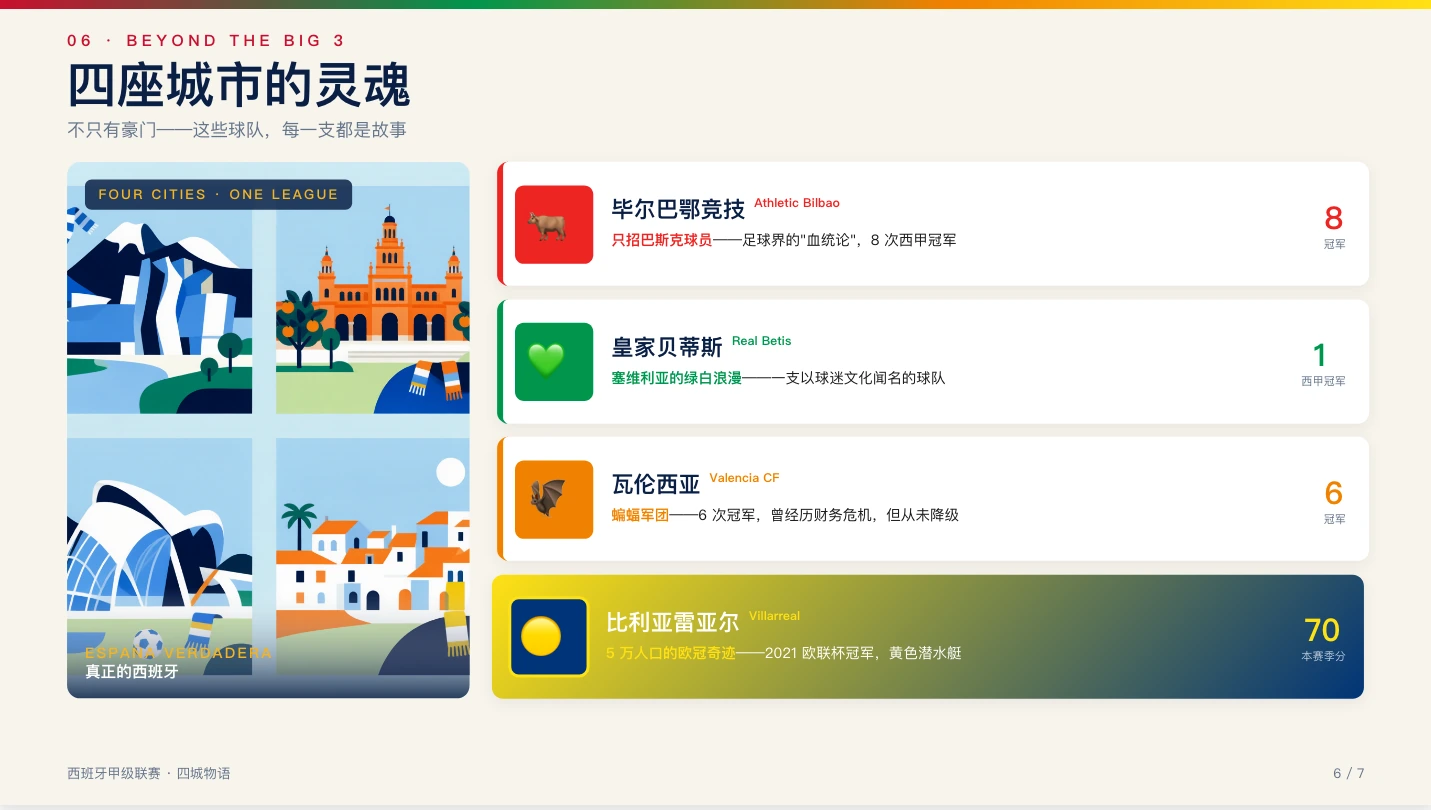 06 · BEYOND THE BIG 3
四座城市的灵魂
不只有豪门——这些球队，每一支都是故事
FOUR CITIES · ONE LEAGUE
ESPAÑA VERDADERA
真正的西班牙
毕尔巴鄂竞技 Athletic Bilbao
只招巴斯克球员——足球界的"血统论"，8 次西甲冠军
8
冠军
皇家贝蒂斯 Real Betis
塞维利亚的绿白浪漫——一支以球迷文化闻名的球队
1
西甲冠军
瓦伦西亚 Valencia CF
蝙蝠军团——6 次冠军，曾经历财务危机，但从未降级
6
冠军
比利亚雷亚尔 Villarreal
5 万人口的欧冠奇迹——2021 欧联杯冠军，黄色潜水艇
70
本赛季分
西班牙甲级联赛 · 四城物语
6 / 7